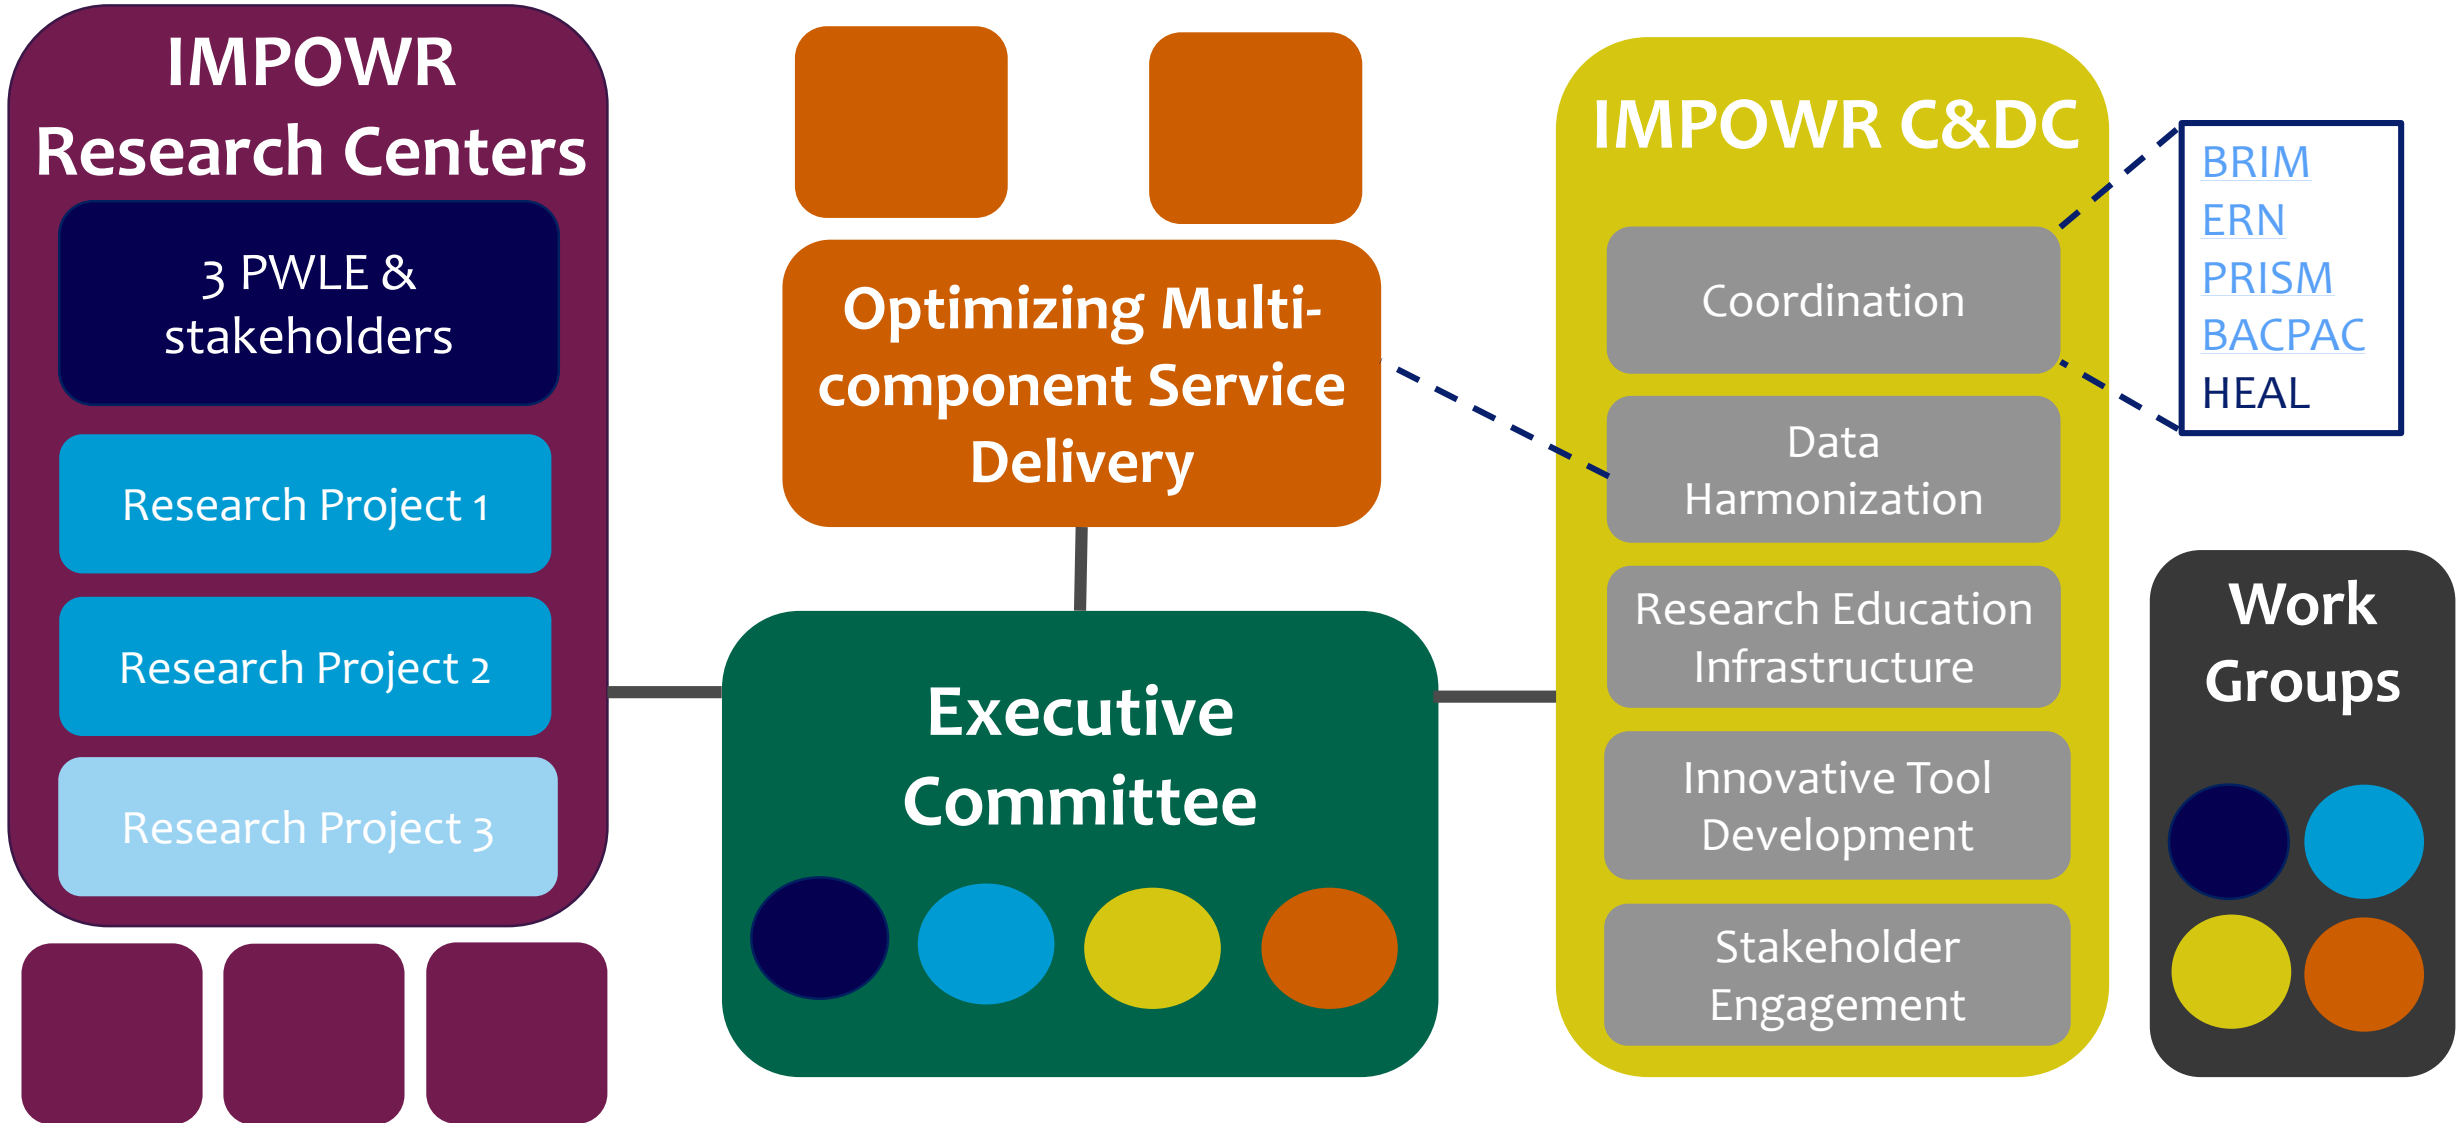 IMPOWR
Research Centers
3 PWLE &
stakeholders
Research Project 1
Research Project 2
Research Project 3
Optimizing Multi-
component Service
Delivery
Executive
Committee
IMPOWR C&DC
Coordination
Data
Harmonization
Research Education
Infrastructure
Innovative Tool
Development
Stakeholder
Engagement
BRIM
ERN
PRISM
BACPAC
HEAL
Work
Groups